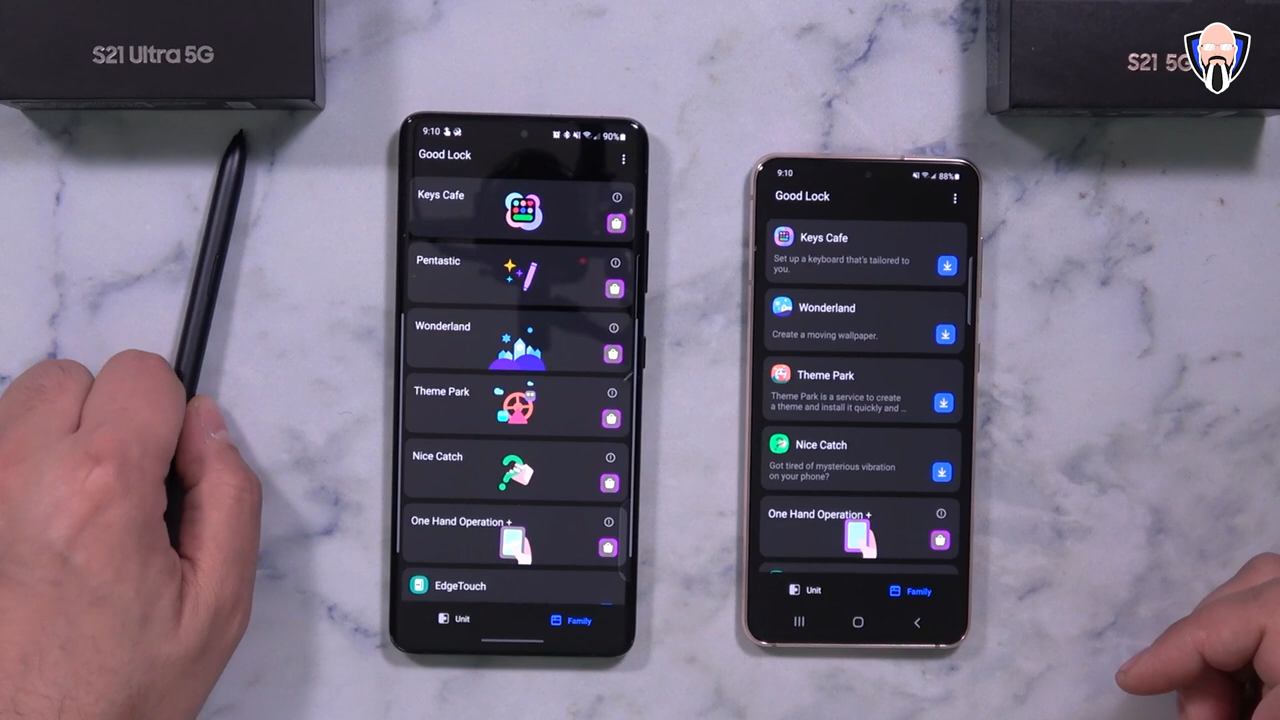 S21 Ultra 5G
S21 5G
9:10
90%
Good Lock
Keys Cafe
Pentastic
Wonderland
Theme Park
Nice Catch
One Hand Operation +
EdgeTouch
Unit
Family
9:10
88%
Good Lock
Keys Cafe
Set up a keyboard that's tailored to
you.
Wonderland
Create a moving wallpaper.
Theme Park
Theme Park is a service to create
a theme and install it quickly and ...
Nice Catch
Got tired of mysterious vibration
on your phone?
One Hand Operation +
Unit
Family